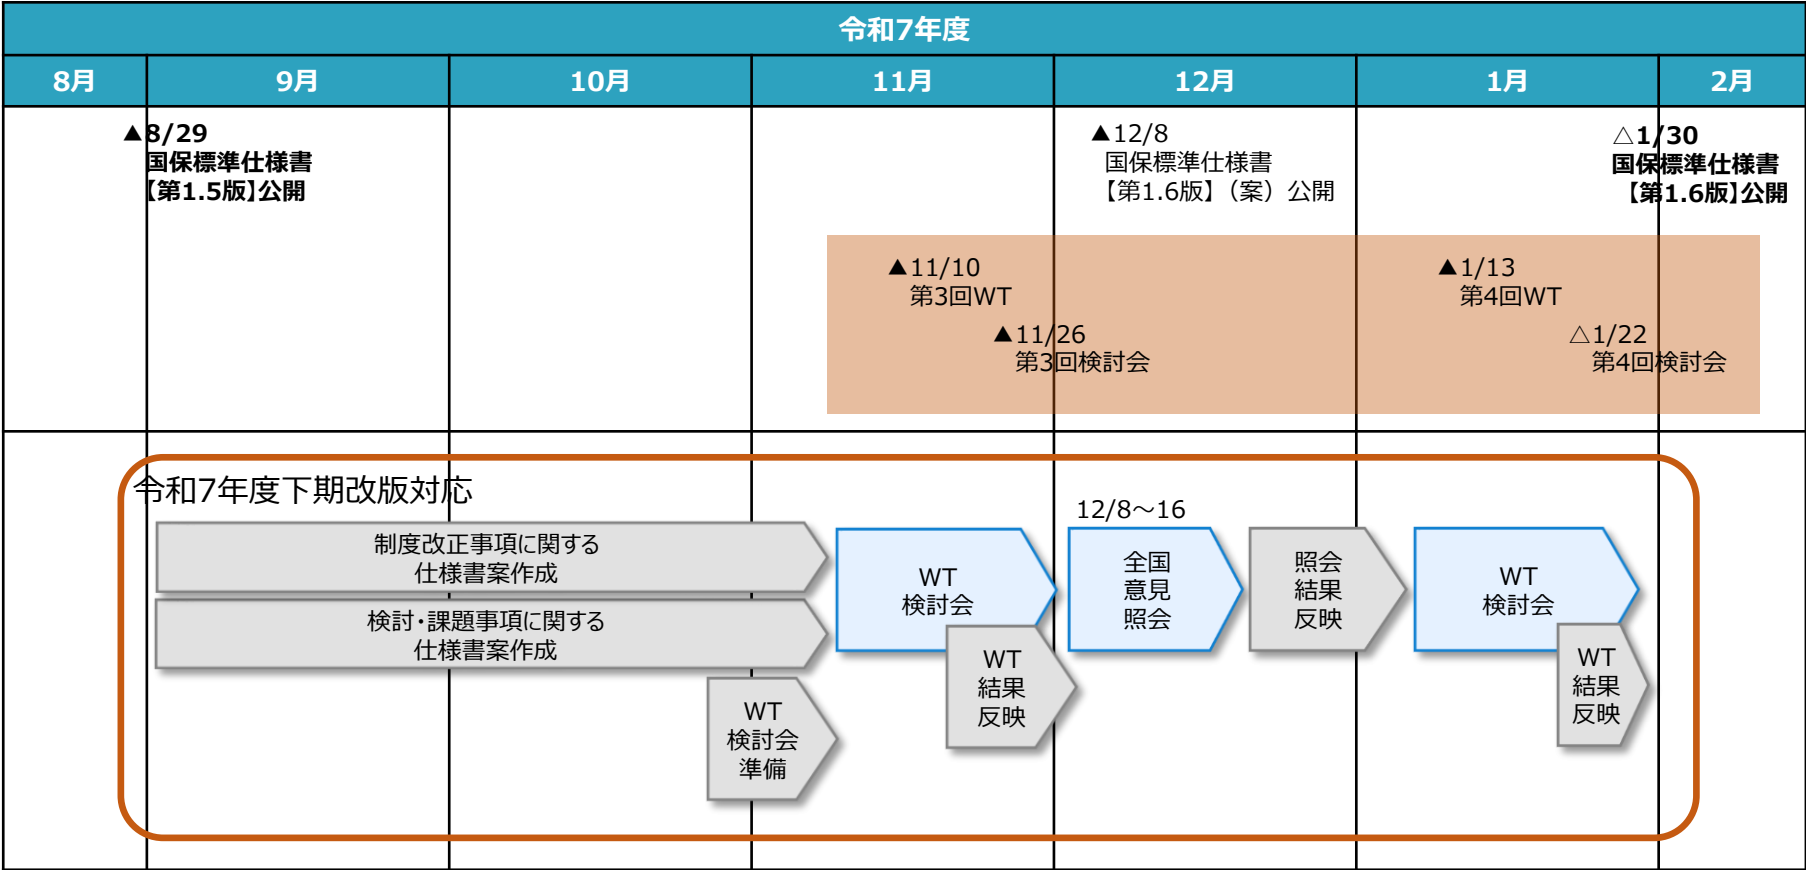 令和7年度
8月
9月
10月
11月
12月
1月
2月
▲8/29
国保標準仕様書
【第1.5版】公開
▲12/8
国保標準仕様書
【第1.6版】（案）公開
△1/30
国保標準仕様書
【第1.6版】公開
▲11/10
第3回WT
▲11/26
第3回検討会
▲1/13
第4回WT
△1/22
第4回検討会
令和7年度下期改版対応
制度改正事項に関する
仕様書案作成
検討・課題事項に関する
仕様書案作成
WT
検討会
準備
WT
検討会
WT
結果
反映
12/8～16
全国
意見
照会
照会
結果
反映
WT
検討会
WT
結果
反映